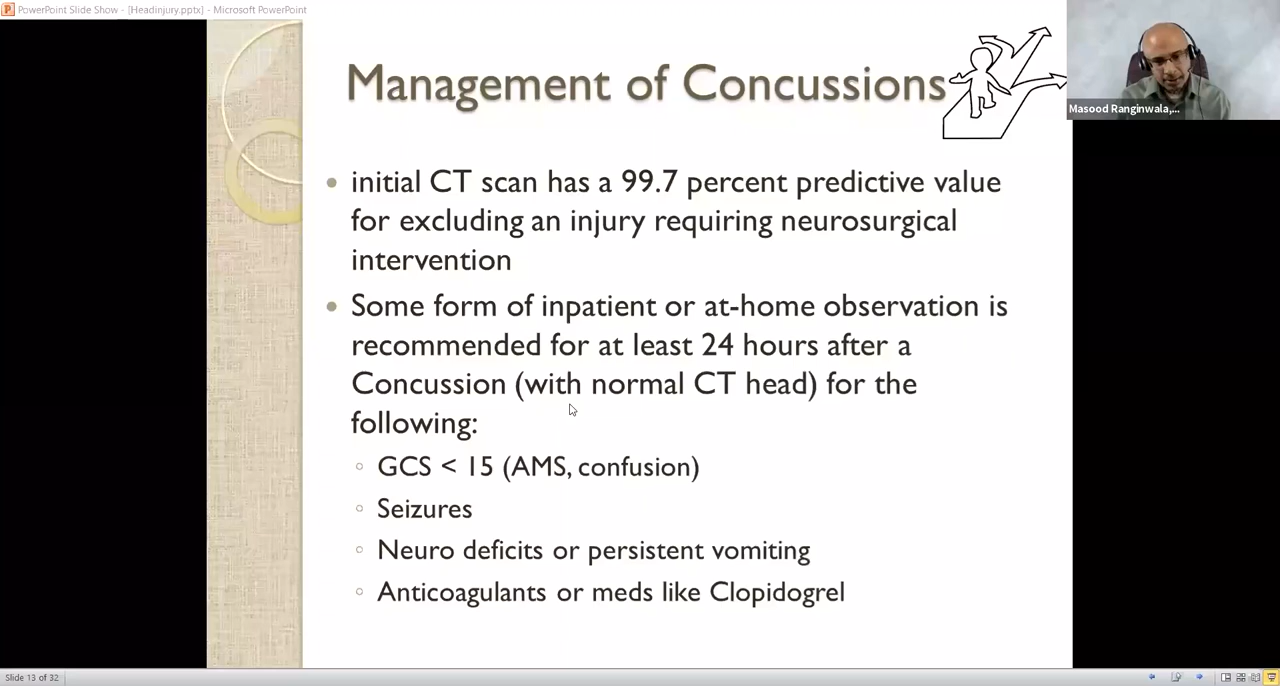 PowerPoint Slide Show - [Headinjury.pptx] - Microsoft PowerPoint
Management of Concussions
Masood Ranginwala,...
initial CT scan has a 99.7 percent predictive value
for excluding an injury requiring neurosurgical
intervention
Some form of inpatient or at-home observation is
recommended for at least 24 hours after a
Concussion (with normal CT head) for the
following:
GCS < 15 (AMS, confusion)
Seizures
Neuro deficits or persistent vomiting
Anticoagulants or meds like Clopidogrel
Slide 13 of 32